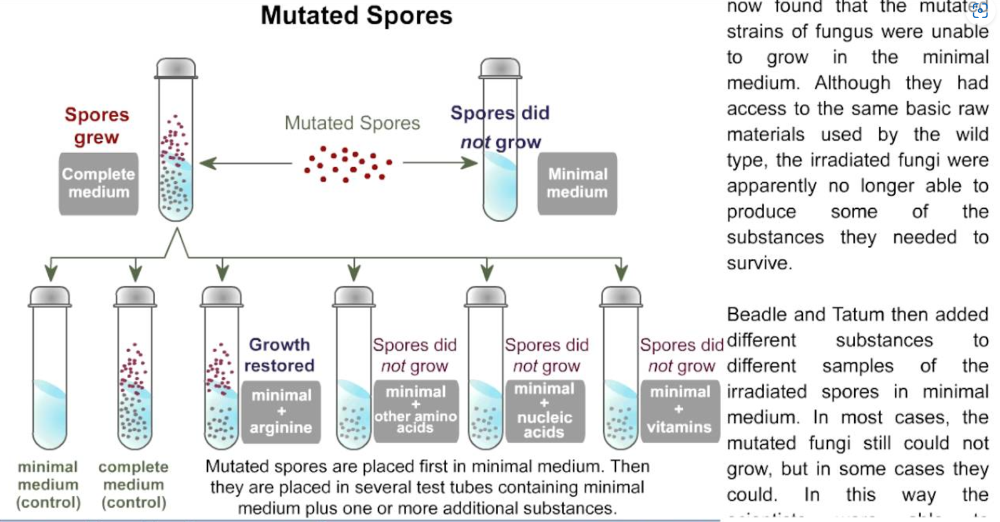 Mutated Spores
Spores
grew
Complete
medium
Mutated Spores
Spores did
not grow
Minimal
medium
Growth
restored
minimal
+
arginine
Spores did
not grow
minimal
+
other amino
acids
Spores did
not grow
minimal
+
nucleic
acids
Spores did
not grow
minimal
+
vitamins
minimal
medium
(control)
complete
medium
(control)
Mutated spores are placed first in minimal medium. Then
they are placed in several test tubes containing minimal
medium plus one or more additional substances.
now found that the mutated
strains of fungus were unable
to grow in the minimal
medium. Although they had
access to the same basic raw
materials used by the wild
type, the irradiated fungi were
apparently no longer able to
produce some of the
substances they needed to
survive.
Beadle and Tatum then added
different substances to
different samples of the
irradiated spores in minimal
medium. In most cases, the
mutated fungi still could not
grow, but in some cases they
could. In this way the